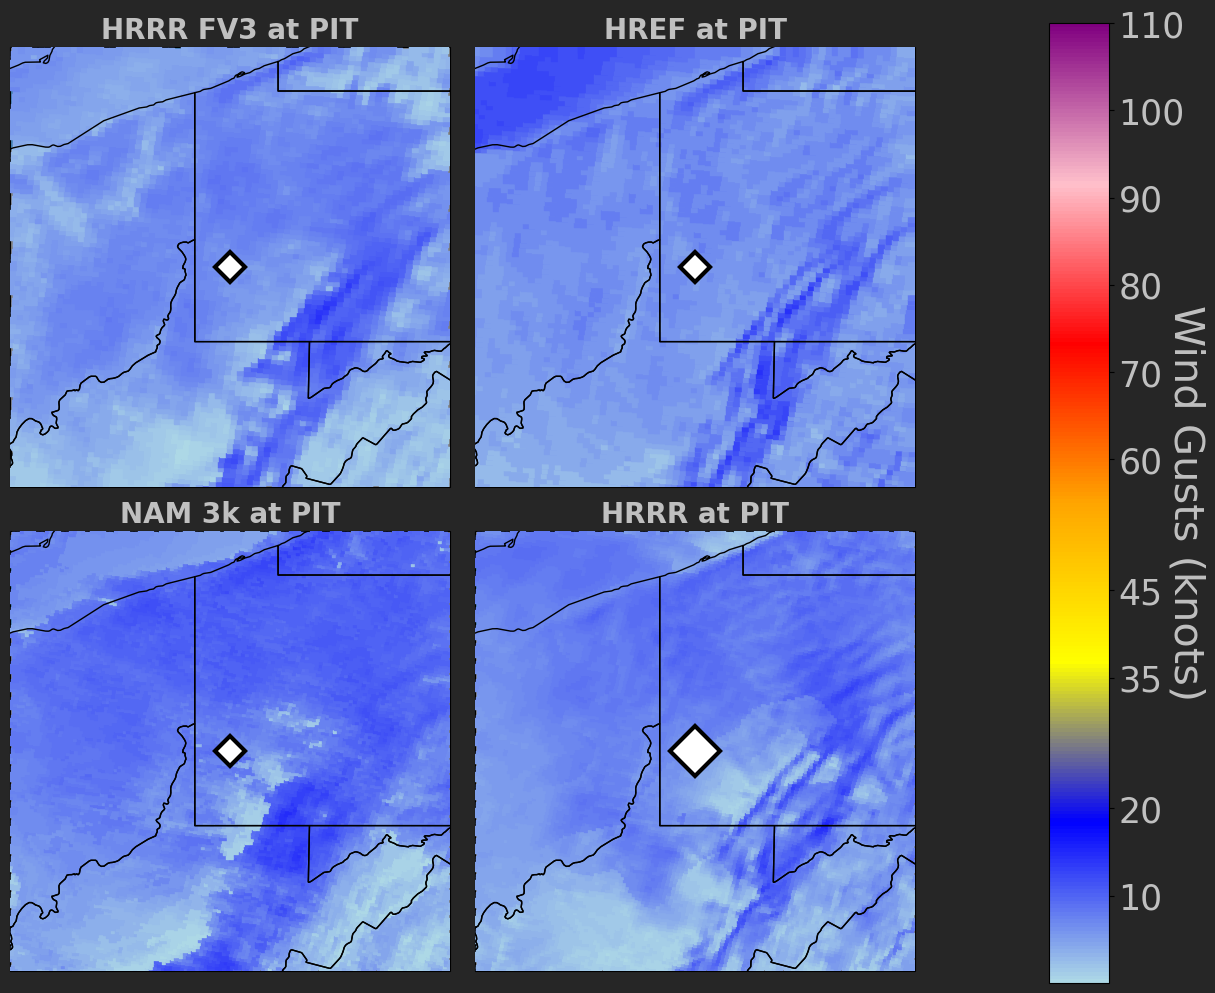 HRRR FV3 at PIT
HREF at PIT
NAM 3k at PIT
HRRR at PIT
110
100
90
80
70
60
45
35
20
10
Wind Gusts (knots)